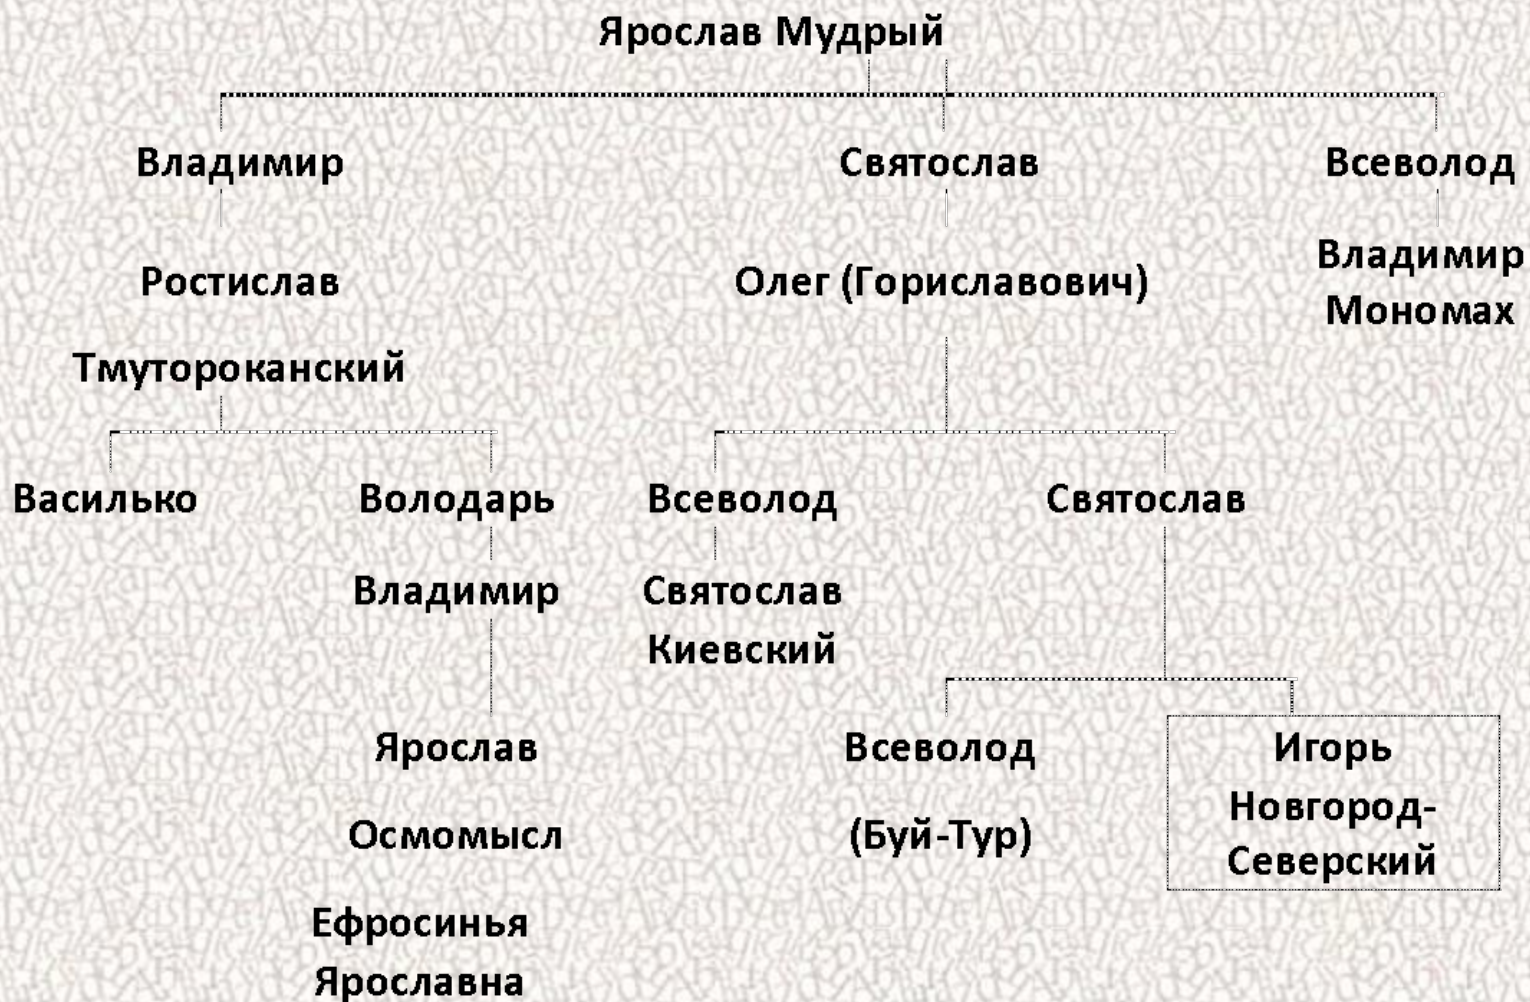 Ярослав Мудрый
Владимир
Святослав
Всеволод
Ростислав
Тмутороканский
Олег (Гориславович)
Владимир
Мономах
Василько
Володарь
Всеволод
Святослав
Владимир
Святослав
Киевский
Ярослав
Осмомысл
Всеволод
(Буй-Тур)
Игорь
Новгород-
Северский
Ефросинья
Ярославна